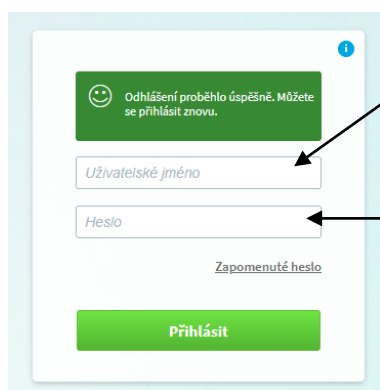 i
Odhlášení proběhlo úspěšně. Můžete
se přihlásit znovu.
Uživatelské jméno
Heslo
Zapomenuté heslo
Přihlásit